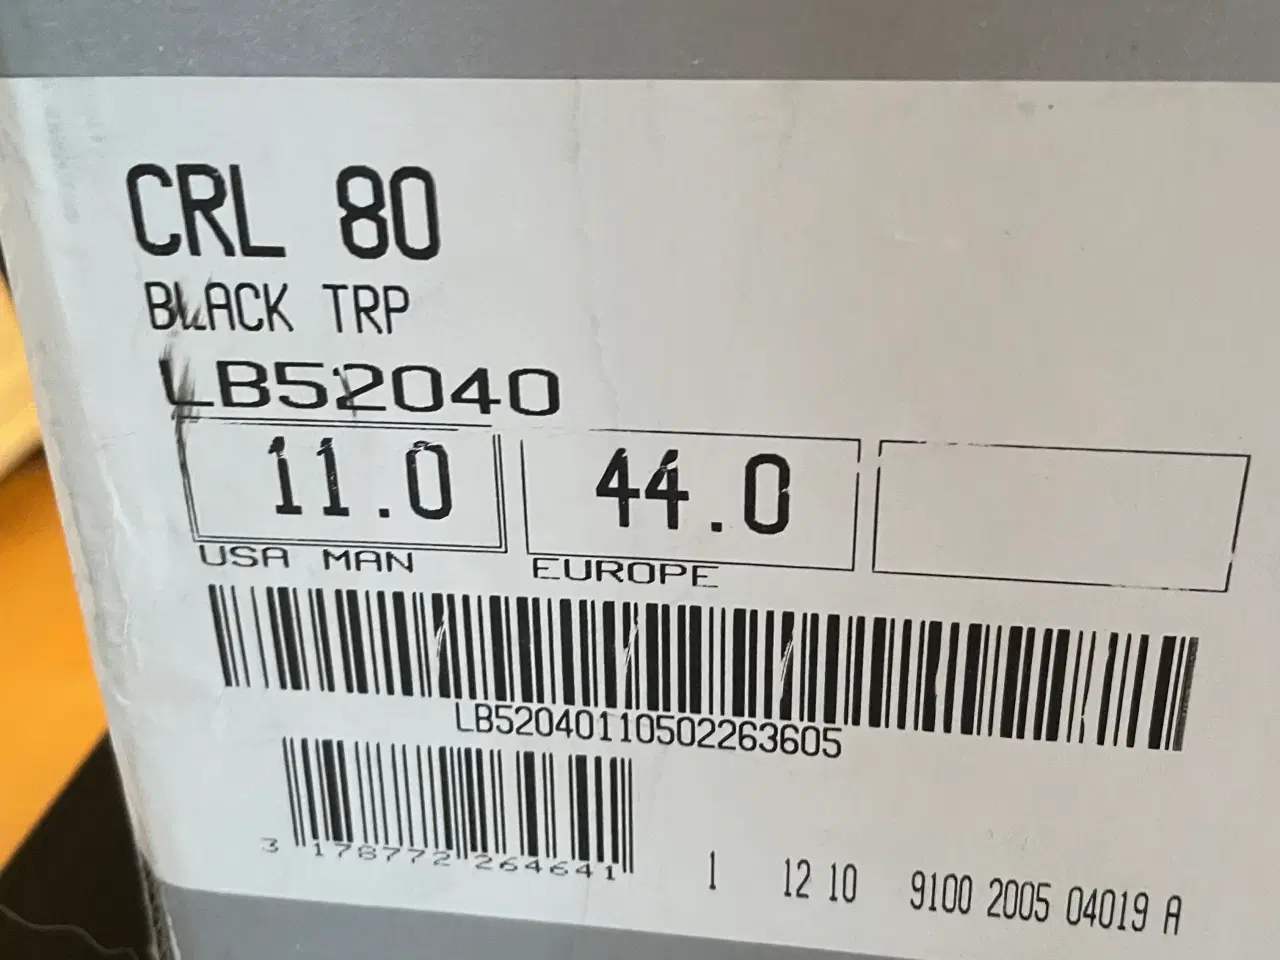 CRL 80
BLACK TRP
LB52040
11.0 44.0
USA MAN EUROPE
LB52040110502263605
3 178772 264641
1 12 10 9100 2005 04019 A